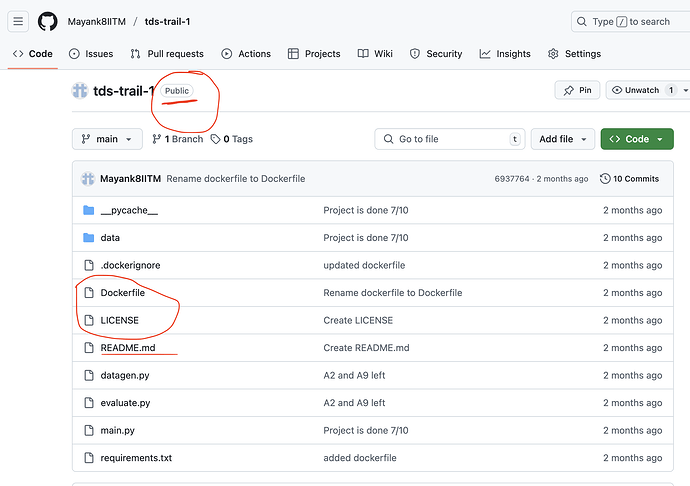 Mayank8IITM / tds-trail-1 Type / to search
Code Issues Pull requests Actions Projects Wiki Security Insights Settings
tds-trail-1 Public Pin Unwatch 1
main 1 Branch 0 Tags Go to file t Add file Code
Mayank8IITM Rename dockerfile to Dockerfile 6937764 · 2 months ago 10 Commits
__pycache__ Project is done 7/10 2 months ago
data Project is done 7/10 2 months ago
.dockerignore updated dockerfile 2 months ago
Dockerfile Rename dockerfile to Dockerfile 2 months ago
LICENSE Create LICENSE 2 months ago
README.md Create README.md 2 months ago
datagen.py A2 and A9 left 2 months ago
evaluate.py A2 and A9 left 2 months ago
main.py Project is done 7/10 2 months ago
requirements.txt added dockerfile 2 months ago